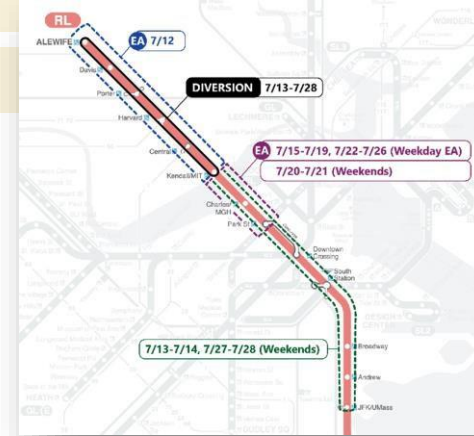 RL
ALEWIFE
EA 7/12
Davis
Porter
DIVERSION 7/13-7/28
Harvard
Central
EA 7/15-7/19, 7/22-7/26 (Weekday EA)
7/20-7/21 (Weekends)
Kendall/MIT
Charles/
MGH
Park St
Downtown
Crossing
South
Station
7/13-7/14, 7/27-7/28 (Weekends)
Broadway
Andrew
JFK/UMass